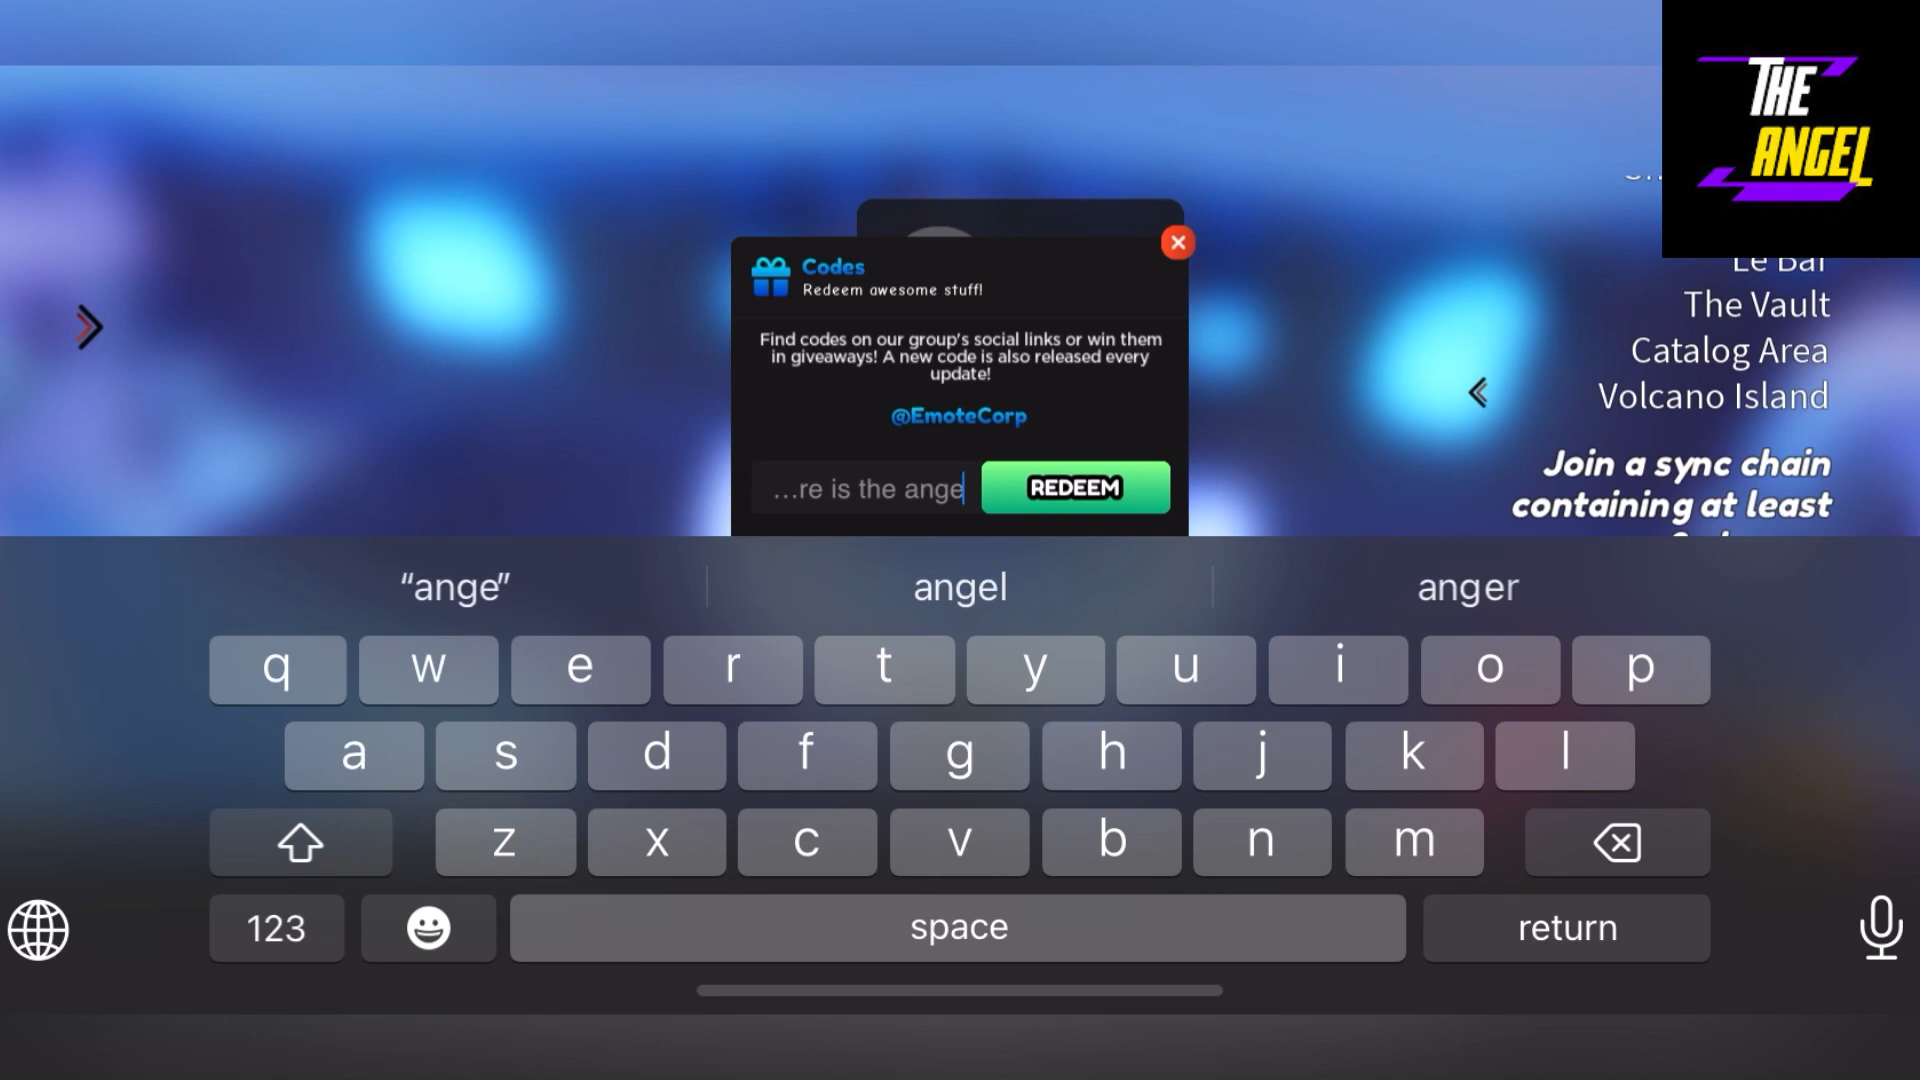 THE
ANGEL
Codes
Redeem awesome stuff!
Find codes on our group's social links or win them
in giveaways! A new code is also released every
update!
@EmoteCorp
...re is the ange
REDEEM
Le Bar
The Vault
Catalog Area
Volcano Island
Join a sync chain
containing at least
“ange”
angel
anger
q w e r t y u i o p
a s d f g h j k l
z x c v b n m
123
space
return